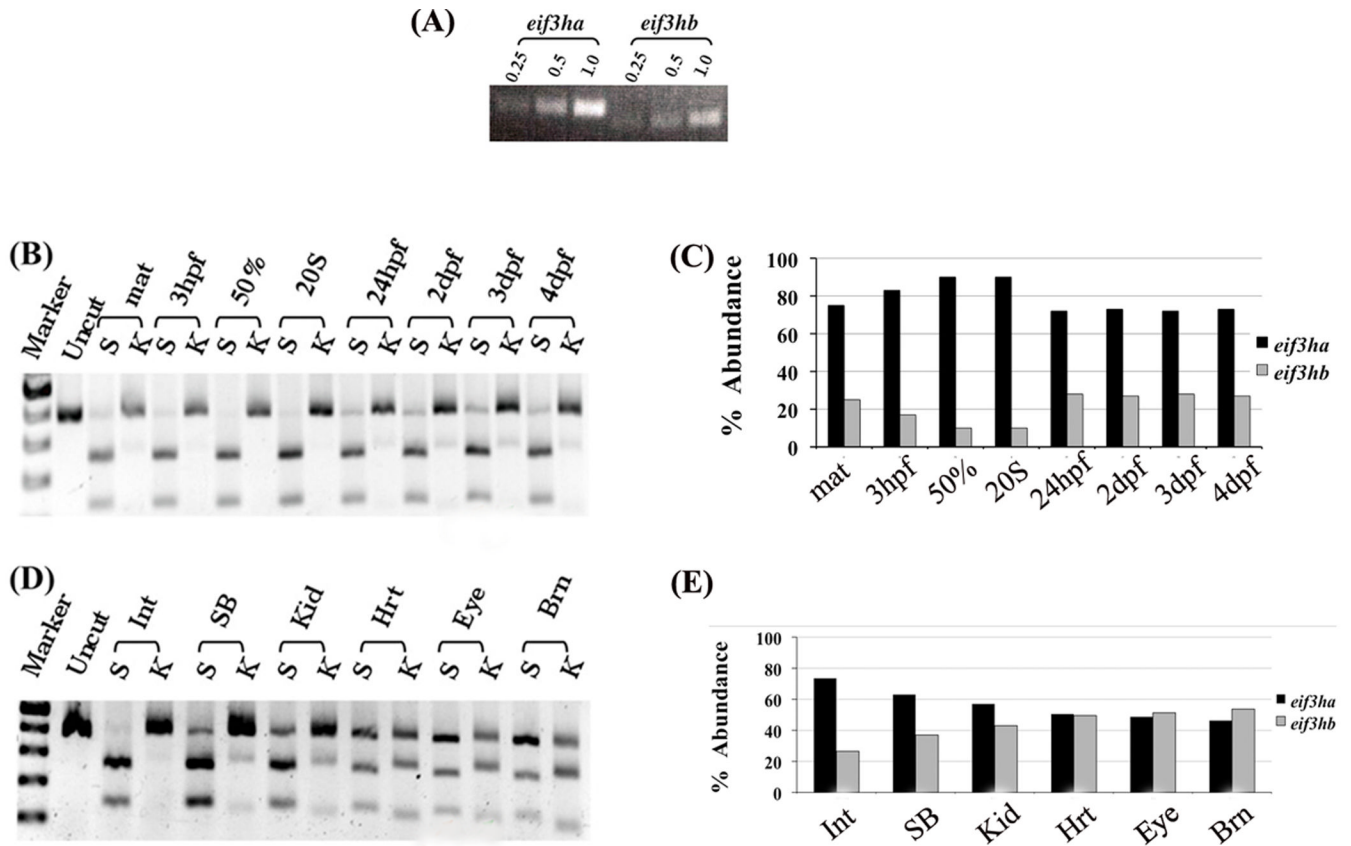 (A)
eif3ha eif3hb
0.25 0.5 1.0 0.25 0.5 1.0
(B)
Marker Uncut mat 3hpf 50% 20S 24hpf 2dpf 3dpf 4dpf
S K S K S K S K S K S K S K S K
(C)
% Abundance
100
80
60
40
20
0
mat 3hpf 50% 20S 24hpf 2dpf 3dpf 4dpf
eif3ha
eif3hb
(D)
Marker Uncut Int SB Kid Hrt Eye Brn
S K S K S K S K S K S K
(E)
% Abundance
100
80
60
40
20
0
Int SB Kid Hrt Eye Brn
eif3ha
eif3hb